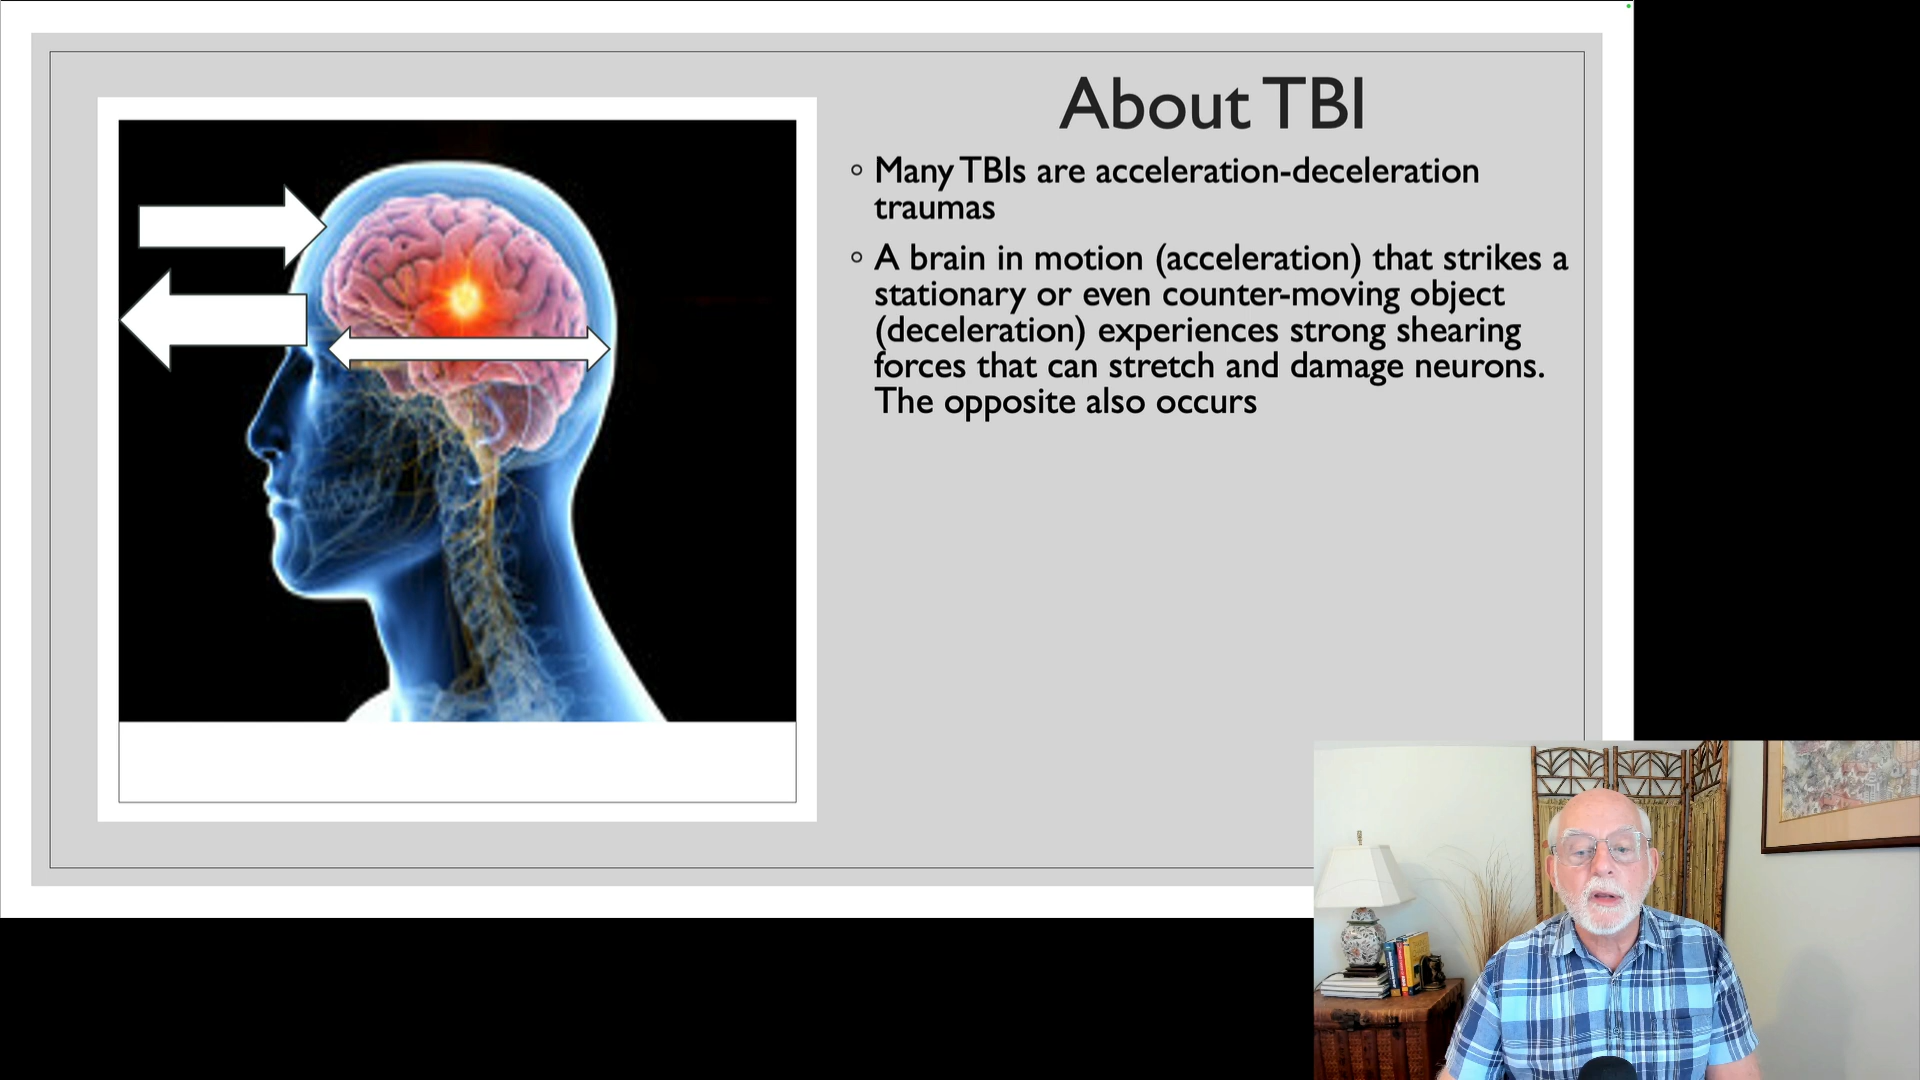 About TBI
◦ Many TBIs are acceleration-deceleration
traumas
◦ A brain in motion (acceleration) that strikes a
stationary or even counter-moving object
(deceleration) experiences strong shearing
forces that can stretch and damage neurons.
The opposite also occurs